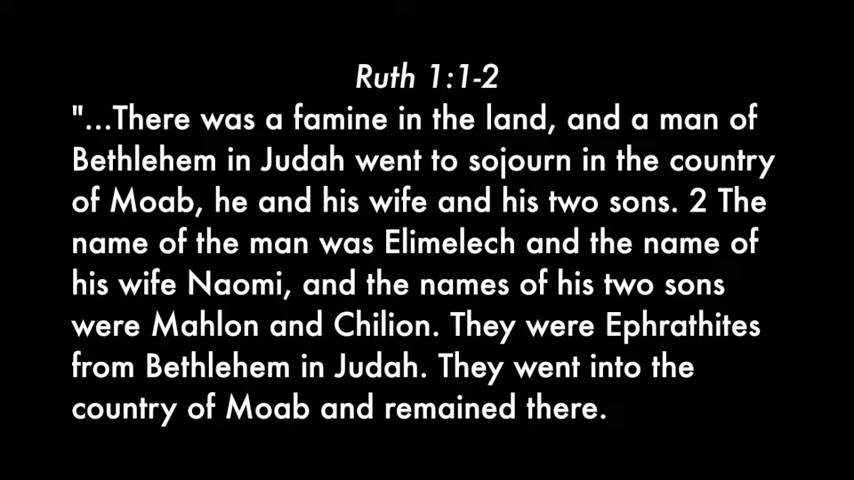 Ruth 1:1-2
"...There was a famine in the land, and a man of
Bethlehem in Judah went to sojourn in the country
of Moab, he and his wife and his two sons. 2 The
name of the man was Elimelech and the name of
his wife Naomi, and the names of his two sons
were Mahlon and Chilion. They were Ephrathites
from Bethlehem in Judah. They went into the
country of Moab and remained there.